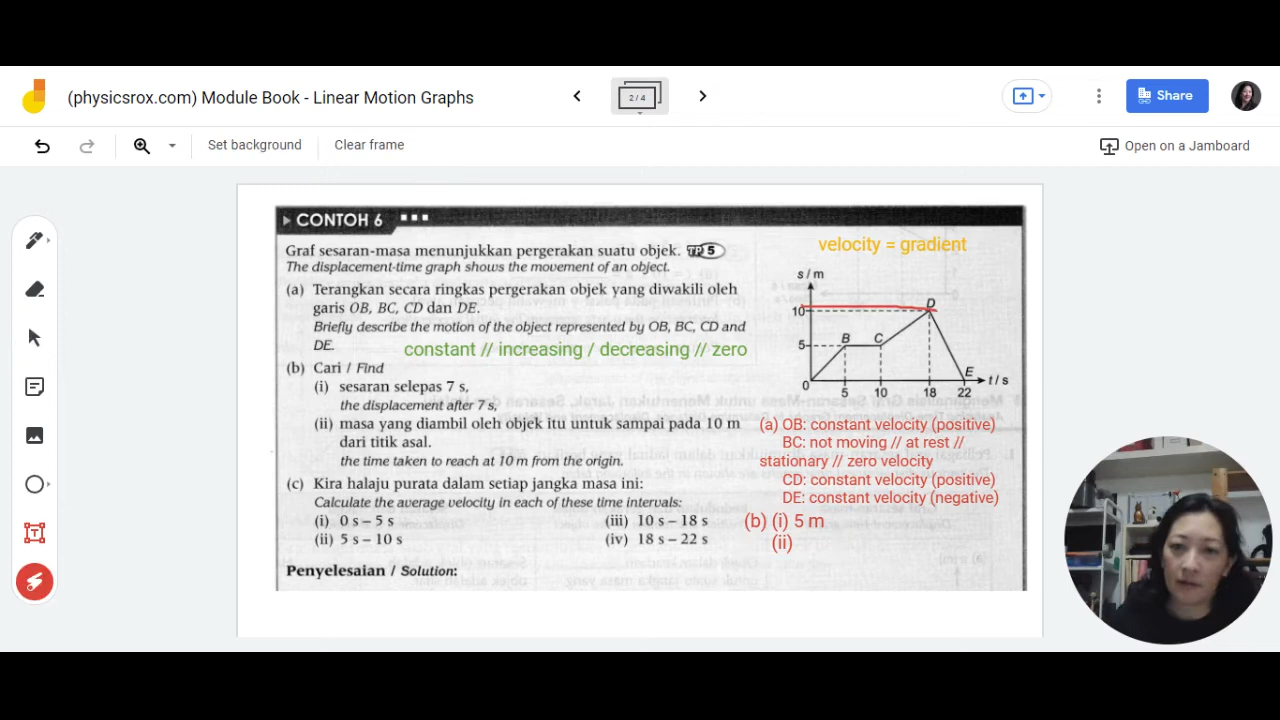 (physicsrox.com) Module Book - Linear Motion Graphs
2/4
Share
Set background
Clear frame
Open on a Jamboard
CONTOH 6
Graf sesaran-masa menunjukkan pergerakan suatu objek. TP 5
The displacement-time graph shows the movement of an object.
(a) Terangkan secara ringkas pergerakan objek yang diwakili oleh
garis OB, BC, CD dan DE.
Briefly describe the motion of the object represented by OB, BC, CD and
DE.
constant // increasing / decreasing // zero
(b) Cari / Find
(i) sesaran selepas 7 s,
the displacement after 7 s,
(ii) masa yang diambil oleh objek itu untuk sampai pada 10 m
dari titik asal.
the time taken to reach at 10 m from the origin.
(c) Kira halaju purata dalam setiap jangka masa ini:
Calculate the average velocity in each of these time intervals:
(i) 0 s – 5 s (iii) 10 s – 18 s
(ii) 5 s – 10 s (iv) 18 s – 22 s
Penyelesaian / Solution:
velocity = gradient
s / m
10
D
5
B C
E
0 5 10 18 22 t / s
(a) OB: constant velocity (positive)
BC: not moving // at rest //
stationary // zero velocity
CD: constant velocity (positive)
DE: constant velocity (negative)
(b) (i) 5 m
(ii)